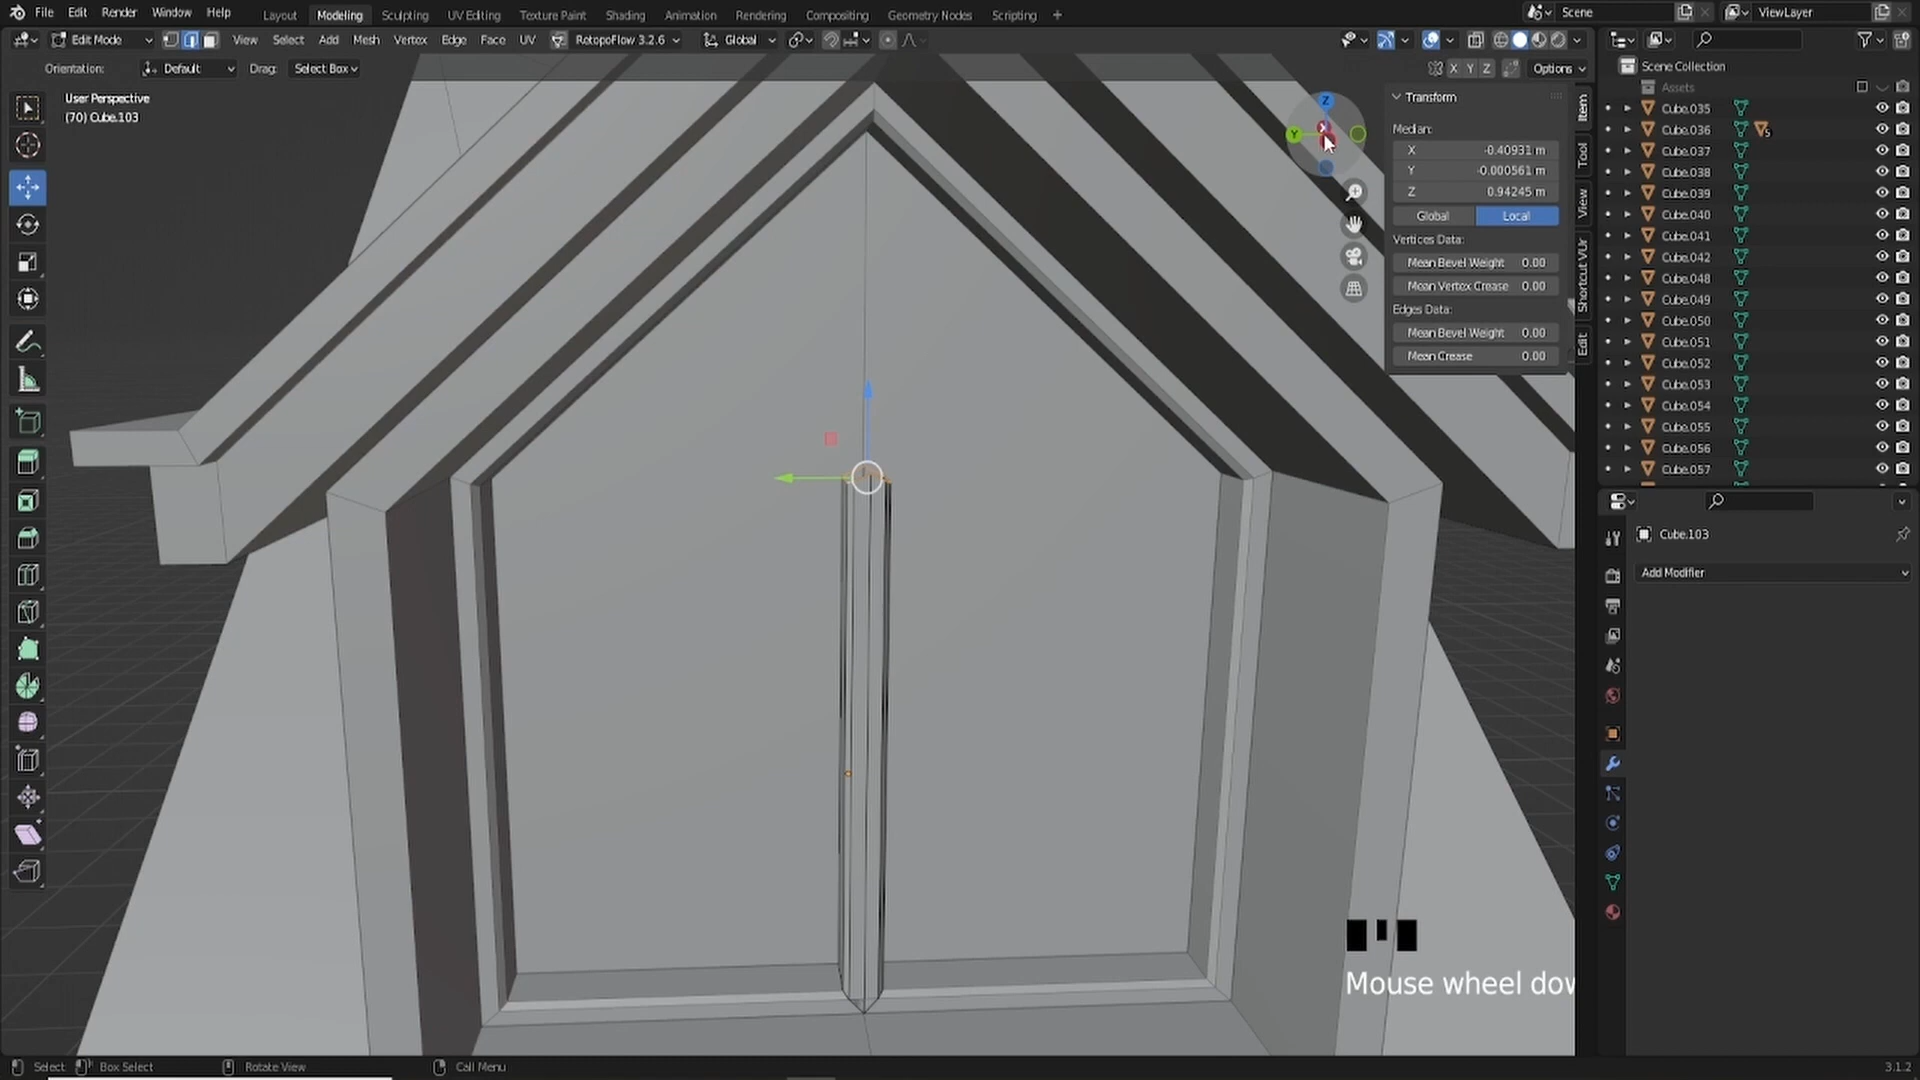 File Edit Render Window Help Layout Modeling Sculpting UV Editing Texture Paint Shading Animation Rendering Compositing Geometry Nodes Scripting + Scene ViewLayer
Edit Mode View Select Add Mesh Vertex Edge Face UV RetopoFlow 3.2.6 Global
Orientation: Default Drag: Select Box X Y Z Options
Scene Collection
Assets
Cube.035
Cube.036 5
Cube.037
Cube.038
Cube.039
Cube.040
Cube.041
Cube.042
Cube.048
Cube.049
Cube.050
Cube.051
Cube.052
Cube.053
Cube.054
Cube.055
Cube.056
Cube.057
User Perspective
(70) Cube.103
Z
Y
X
Transform
Median:
X -0.40931 m
Y -0.000561 m
Z 0.94245 m
Global Local
Vertices Data:
Mean Bevel Weight 0.00
Mean Vertex Crease 0.00
Edges Data:
Mean Bevel Weight 0.00
Mean Crease 0.00
Item
Tool
View
Shortcut VUr
Edit
Cube.103
Add Modifier
Mouse wheel dow
Select Box Select Rotate View Call Menu 3.1.2